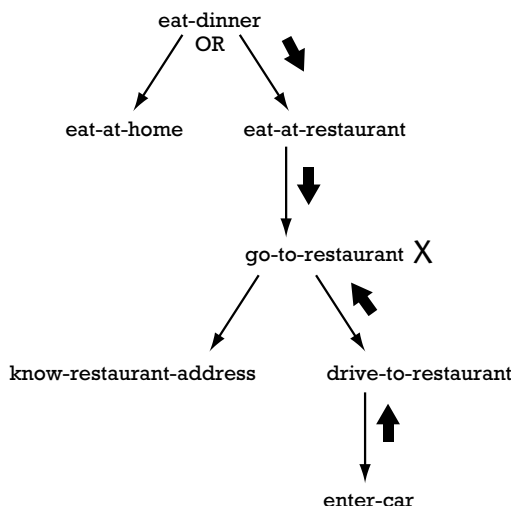 eat-dinner
OR
eat-at-home eat-at-restaurant
go-to-restaurant X
know-restaurant-address drive-to-restaurant
enter-car